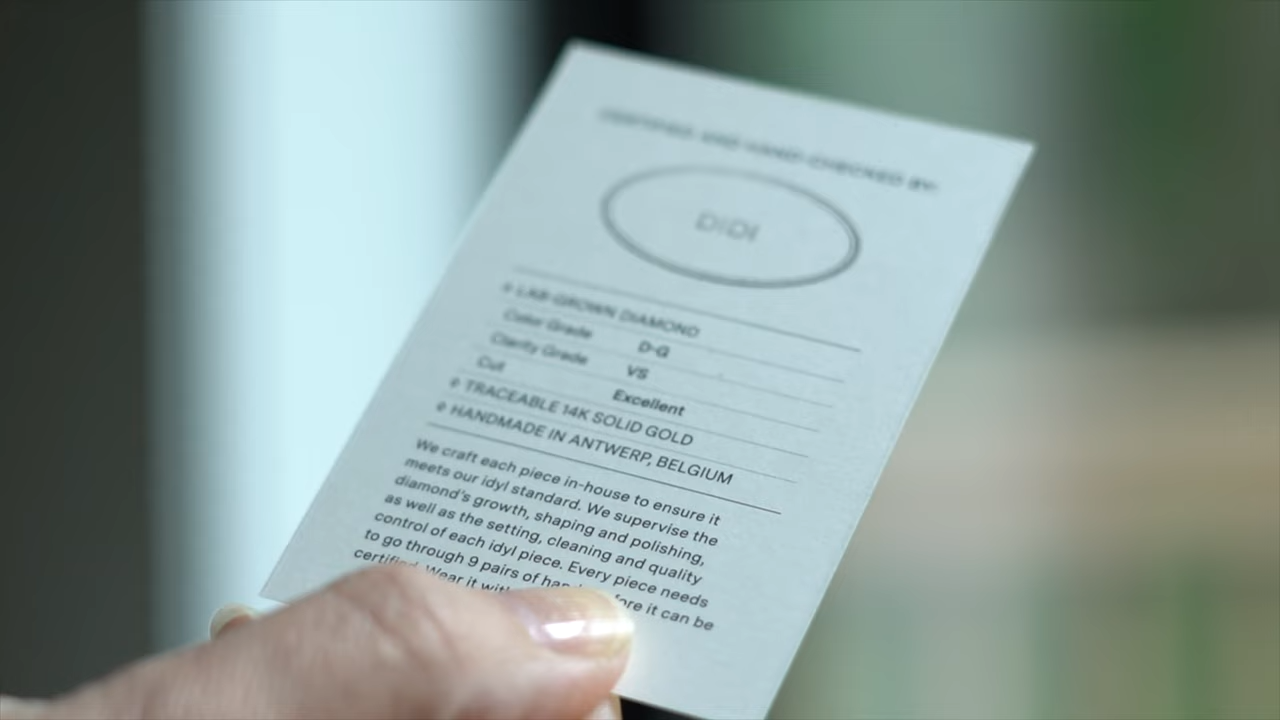 CERTIFIED AND HAND-CHECKED BY:
DIDI
LAB-GROWN DIAMOND
Color Grade D-G
Clarity Grade VS
Cut Excellent
TRACEABLE 14K SOLID GOLD
HANDMADE IN ANTWERP, BELGIUM
We craft each piece in-house to ensure it
meets our idyl standard. We supervise the
diamond's growth, shaping and polishing,
as well as the setting, cleaning and quality
control of each idyl piece. Every piece needs
to go through 9 pairs of it can be
Wear it